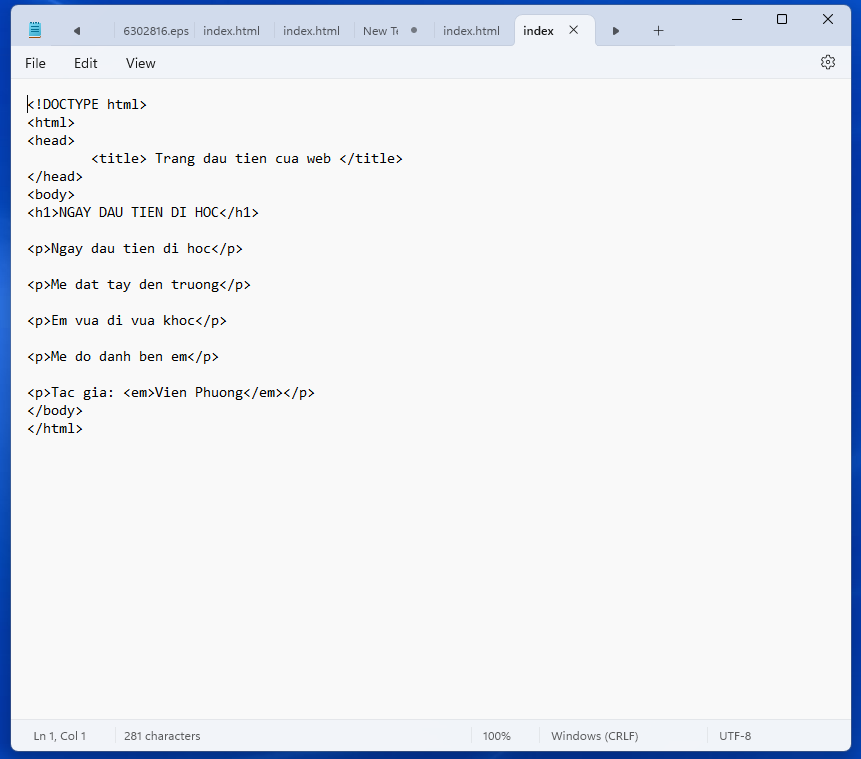 6302816.eps index.html index.html New Te index.html index
File Edit View
<!DOCTYPE html>
<html>
<head>
<title> Trang dau tien cua web </title>
</head>
<body>
<h1>NGAY DAU TIEN DI HOC</h1>
<p>Ngay dau tien di hoc</p>
<p>Me dat tay den truong</p>
<p>Em vua di vua khoc</p>
<p>Me do danh ben em</p>
<p>Tac gia: <em>Vien Phuong</em></p>
</body>
</html>
Ln 1, Col 1 281 characters 100% Windows (CRLF) UTF-8